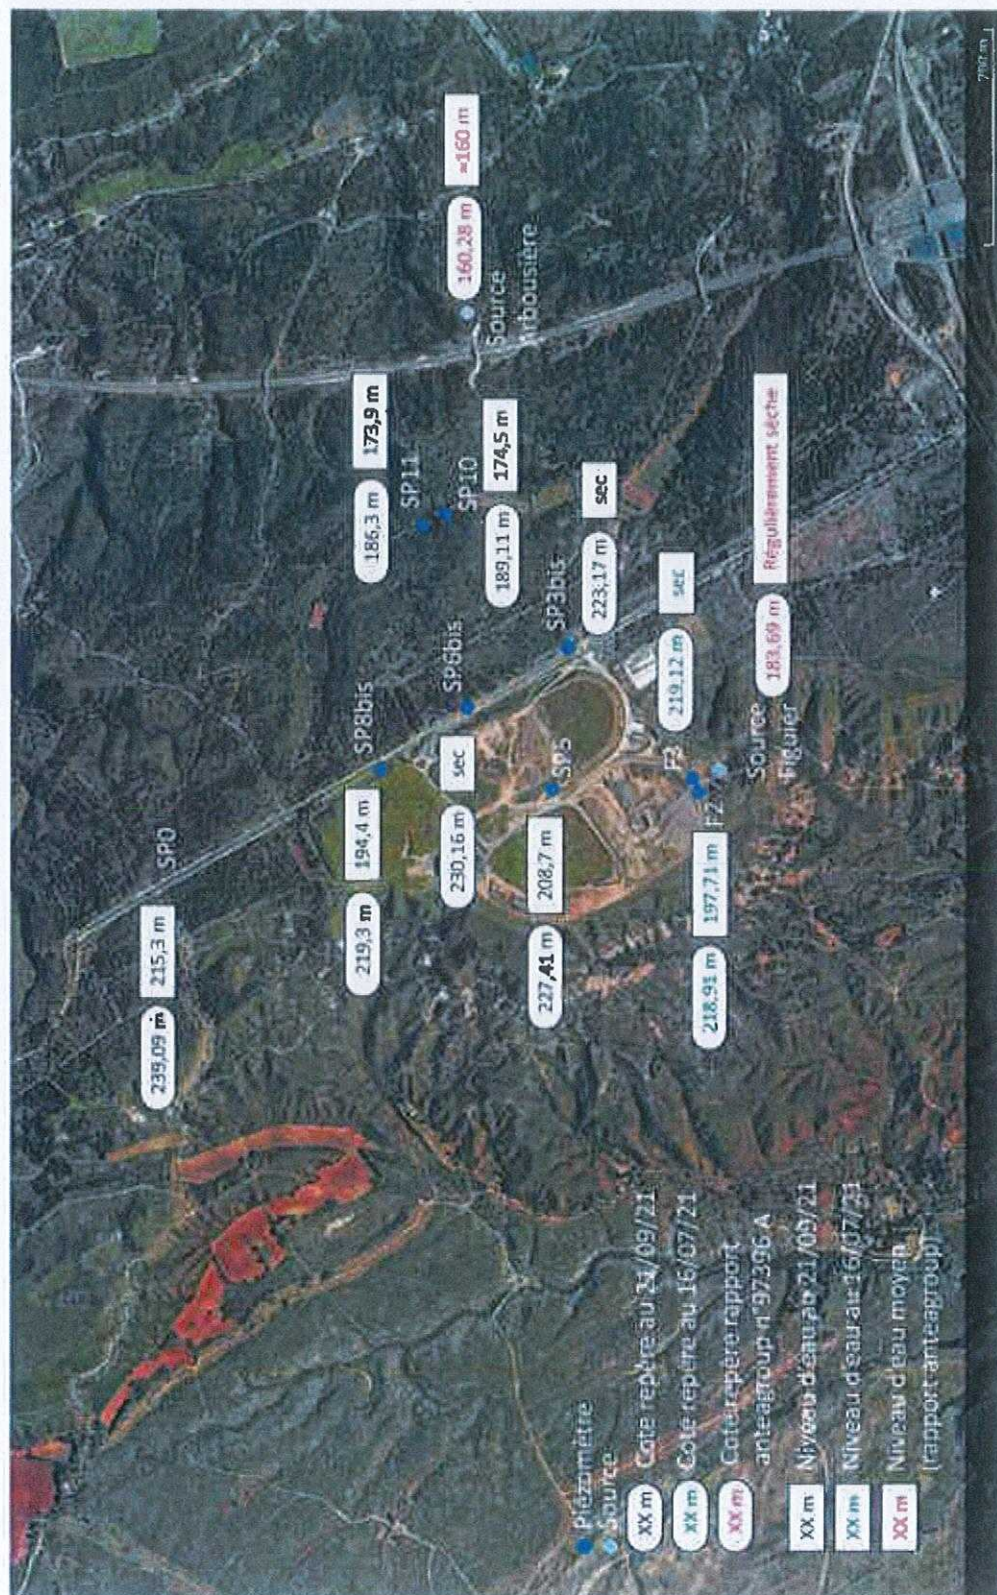 SP0
239,09 m 215,3 m
SP8bis
219,3 m 194,4 m
SP6bis
230,16 m sec
SP11
186,3 m 173,9 m
SP10
189,11 m 174,5 m
160,28 m ≈160 m
Source
Arbousière
SP5
227,41 m 208,7 m
SP3bis
223,17 m sec
219,12 m sec
218,91 m 197,71 m
Source
Figuier
183,69 m Régulièrement sèche
Piézomètre
Source
XX m Cote repère au 21/09/21
XX m Cote repère au 16/07/21
XX m Cote repère rapport
anteagroup n°97396 A
XX m Niveau d'eau au 21/09/21
XX m Niveau d'eau au 16/07/21
XX m Niveau d'eau moyen
(rapport anteagroup)